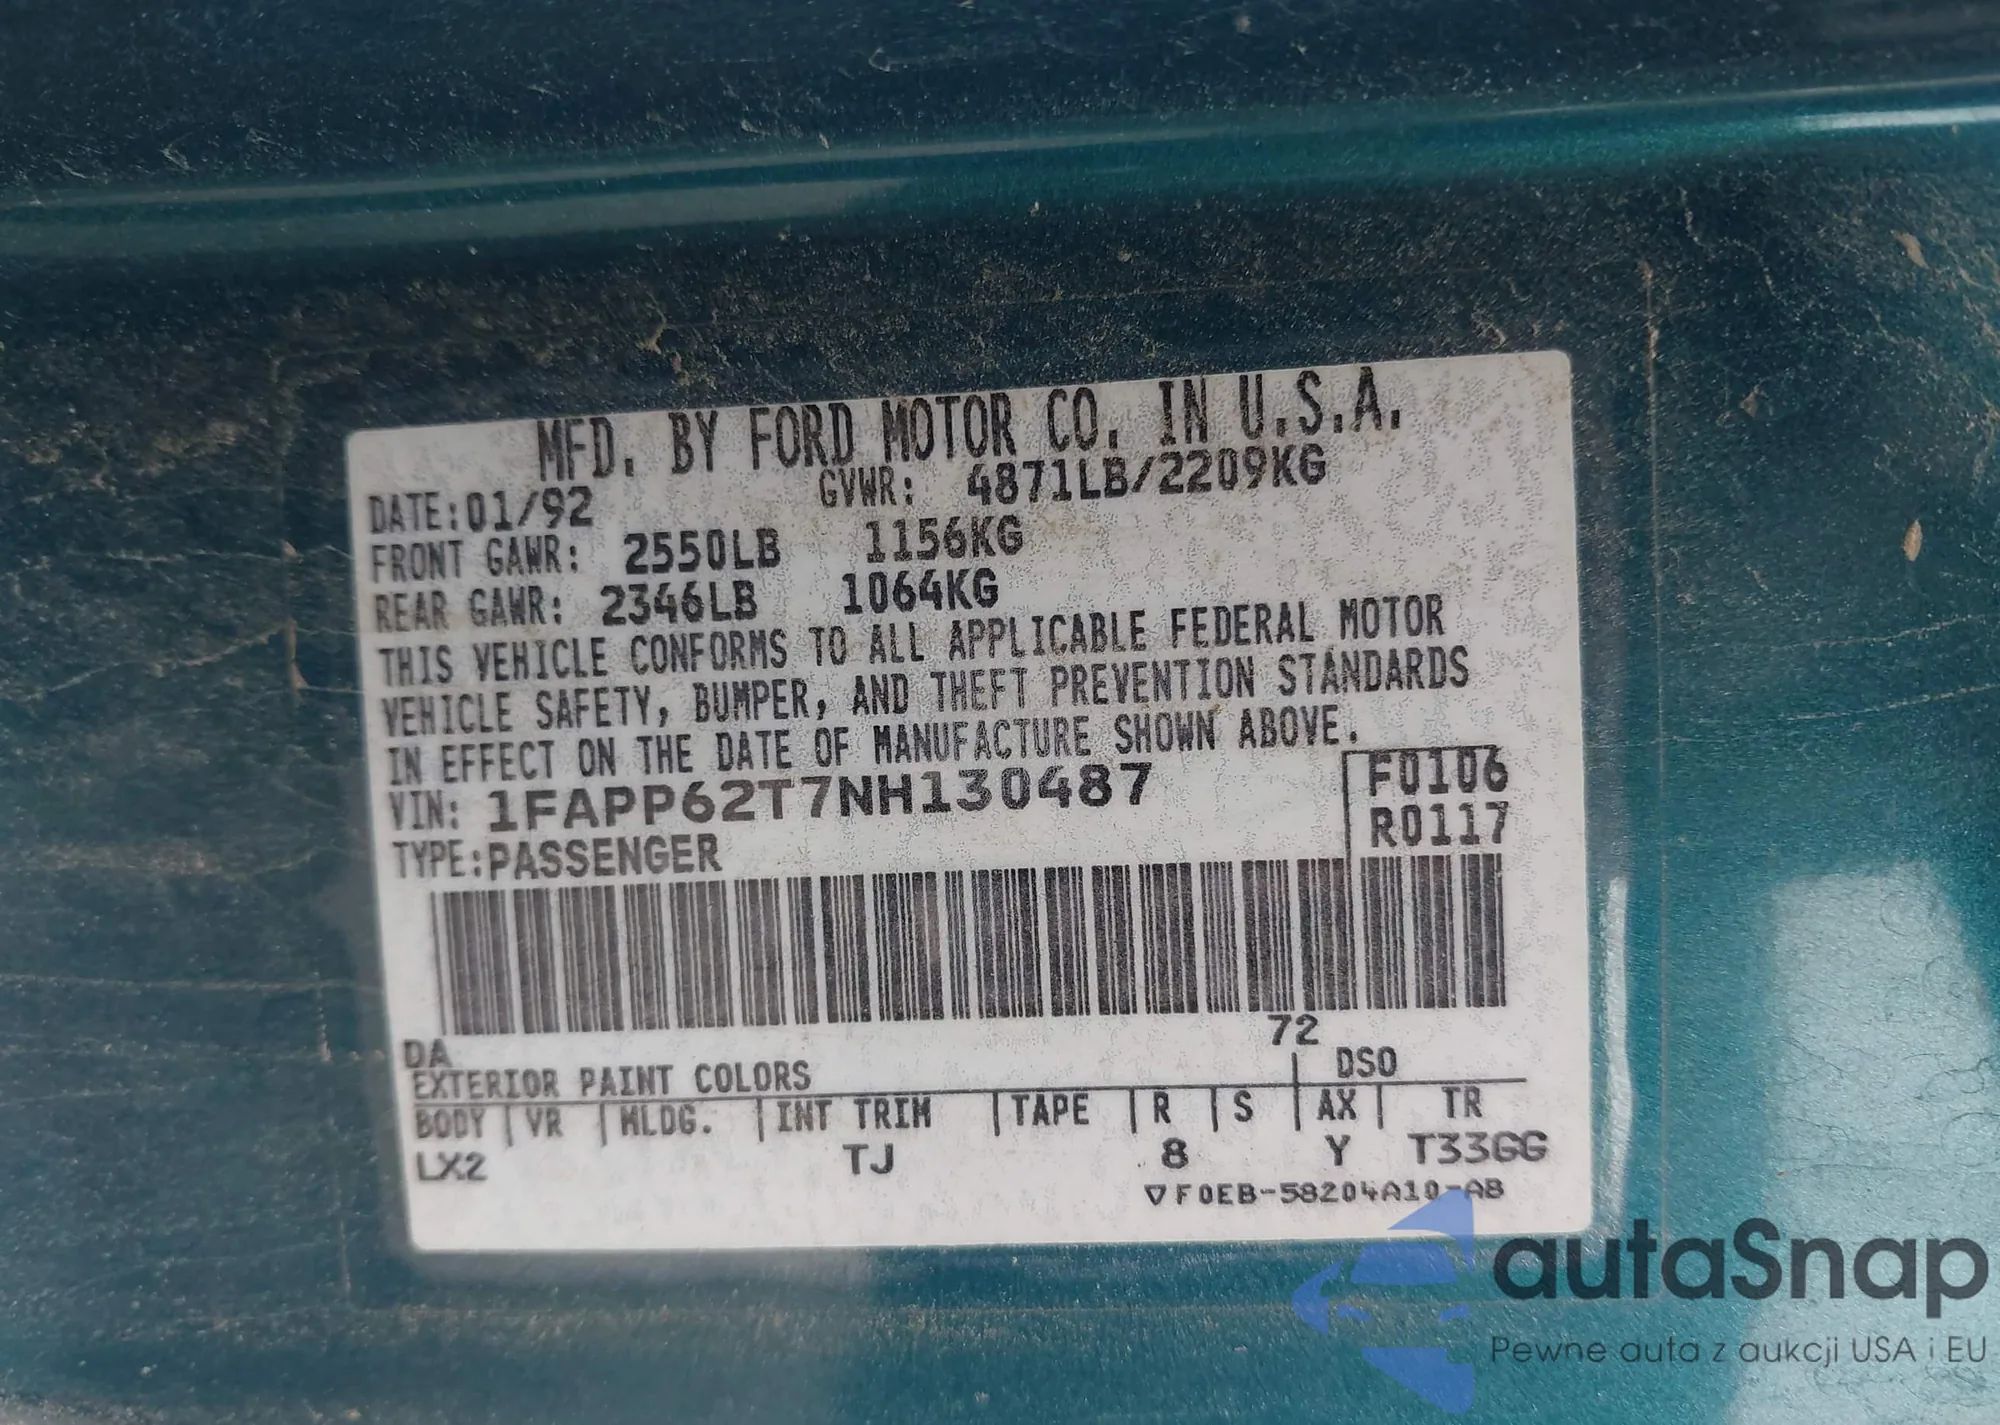 MFD. BY FORD MOTOR CO. IN U.S.A.
DATE:01/92 GVWR: 4871LB/2209KG
FRONT GAWR: 2550LB 1156KG
REAR GAWR: 2346LB 1064KG
THIS VEHICLE CONFORMS TO ALL APPLICABLE FEDERAL MOTOR
VEHICLE SAFETY, BUMPER, AND THEFT PREVENTION STANDARDS
IN EFFECT ON THE DATE OF MANUFACTURE SHOWN ABOVE.
VIN: 1FAPP62T7NH130487 F0106
TYPE:PASSENGER R0117
DA 72
EXTERIOR PAINT COLORS DSO
BODY VR MLDG. INT TRIM TAPE R S AX TR
LX2 TJ 8 Y T33GG
▽F0EB-58204A10-AB
autaSnap
Pewne auta z aukcji USA i EU